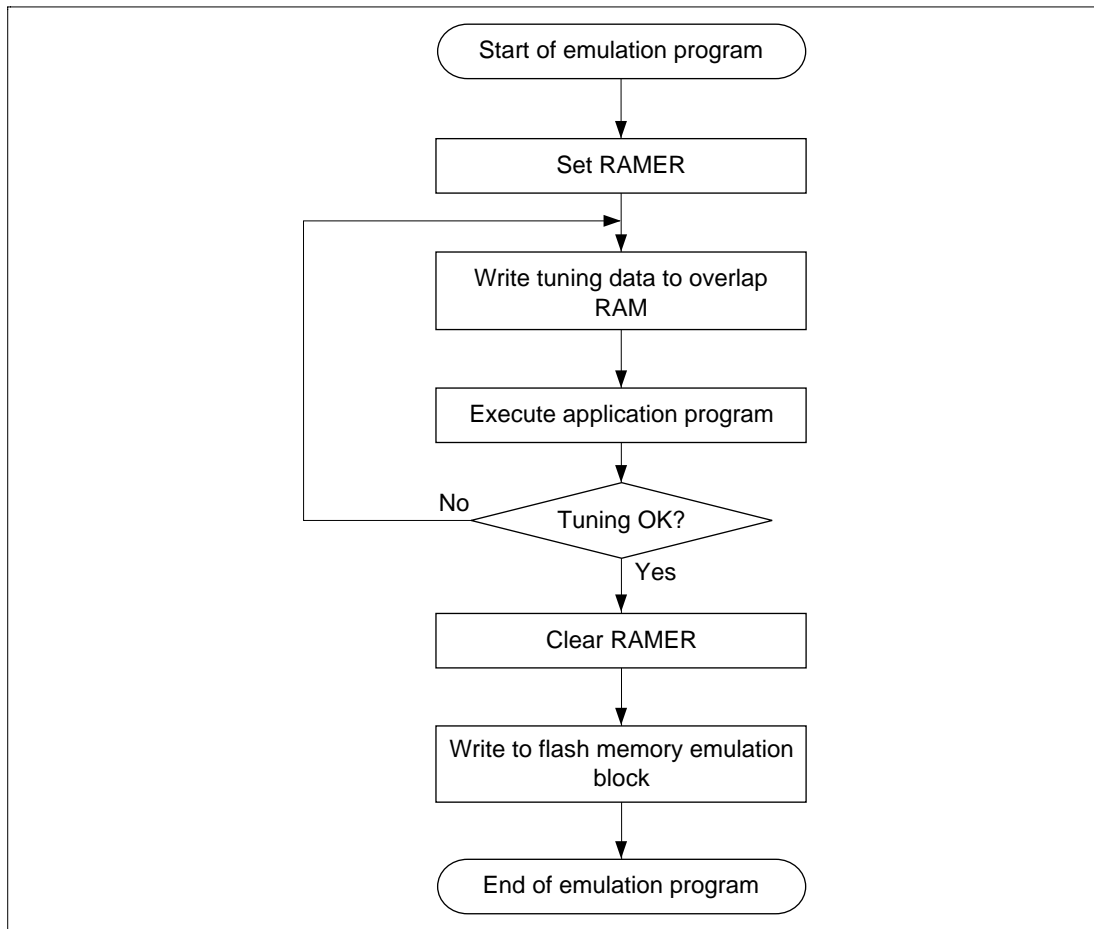 Start of emulation program
Set RAMER
Write tuning data to overlap
RAM
Execute application program
No
Tuning OK?
Yes
Clear RAMER
Write to flash memory emulation
block
End of emulation program